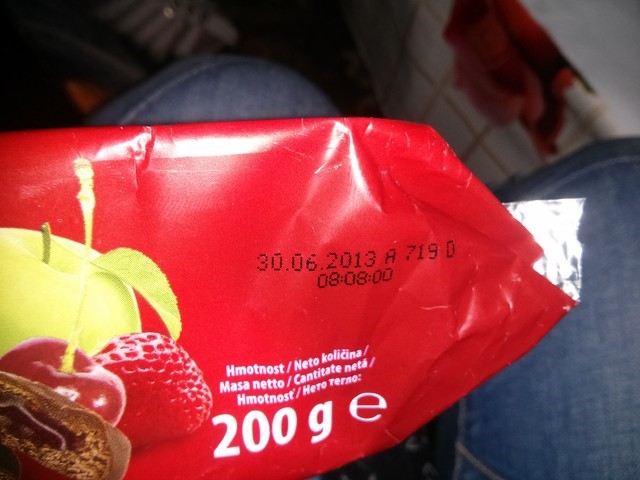 30.06.2013 A 719 0
08:08:00
Hmotnost / Neto količina /
Masa netto / Cantitate netă /
Hmotnosť / Нето тегло:
200 g ℮